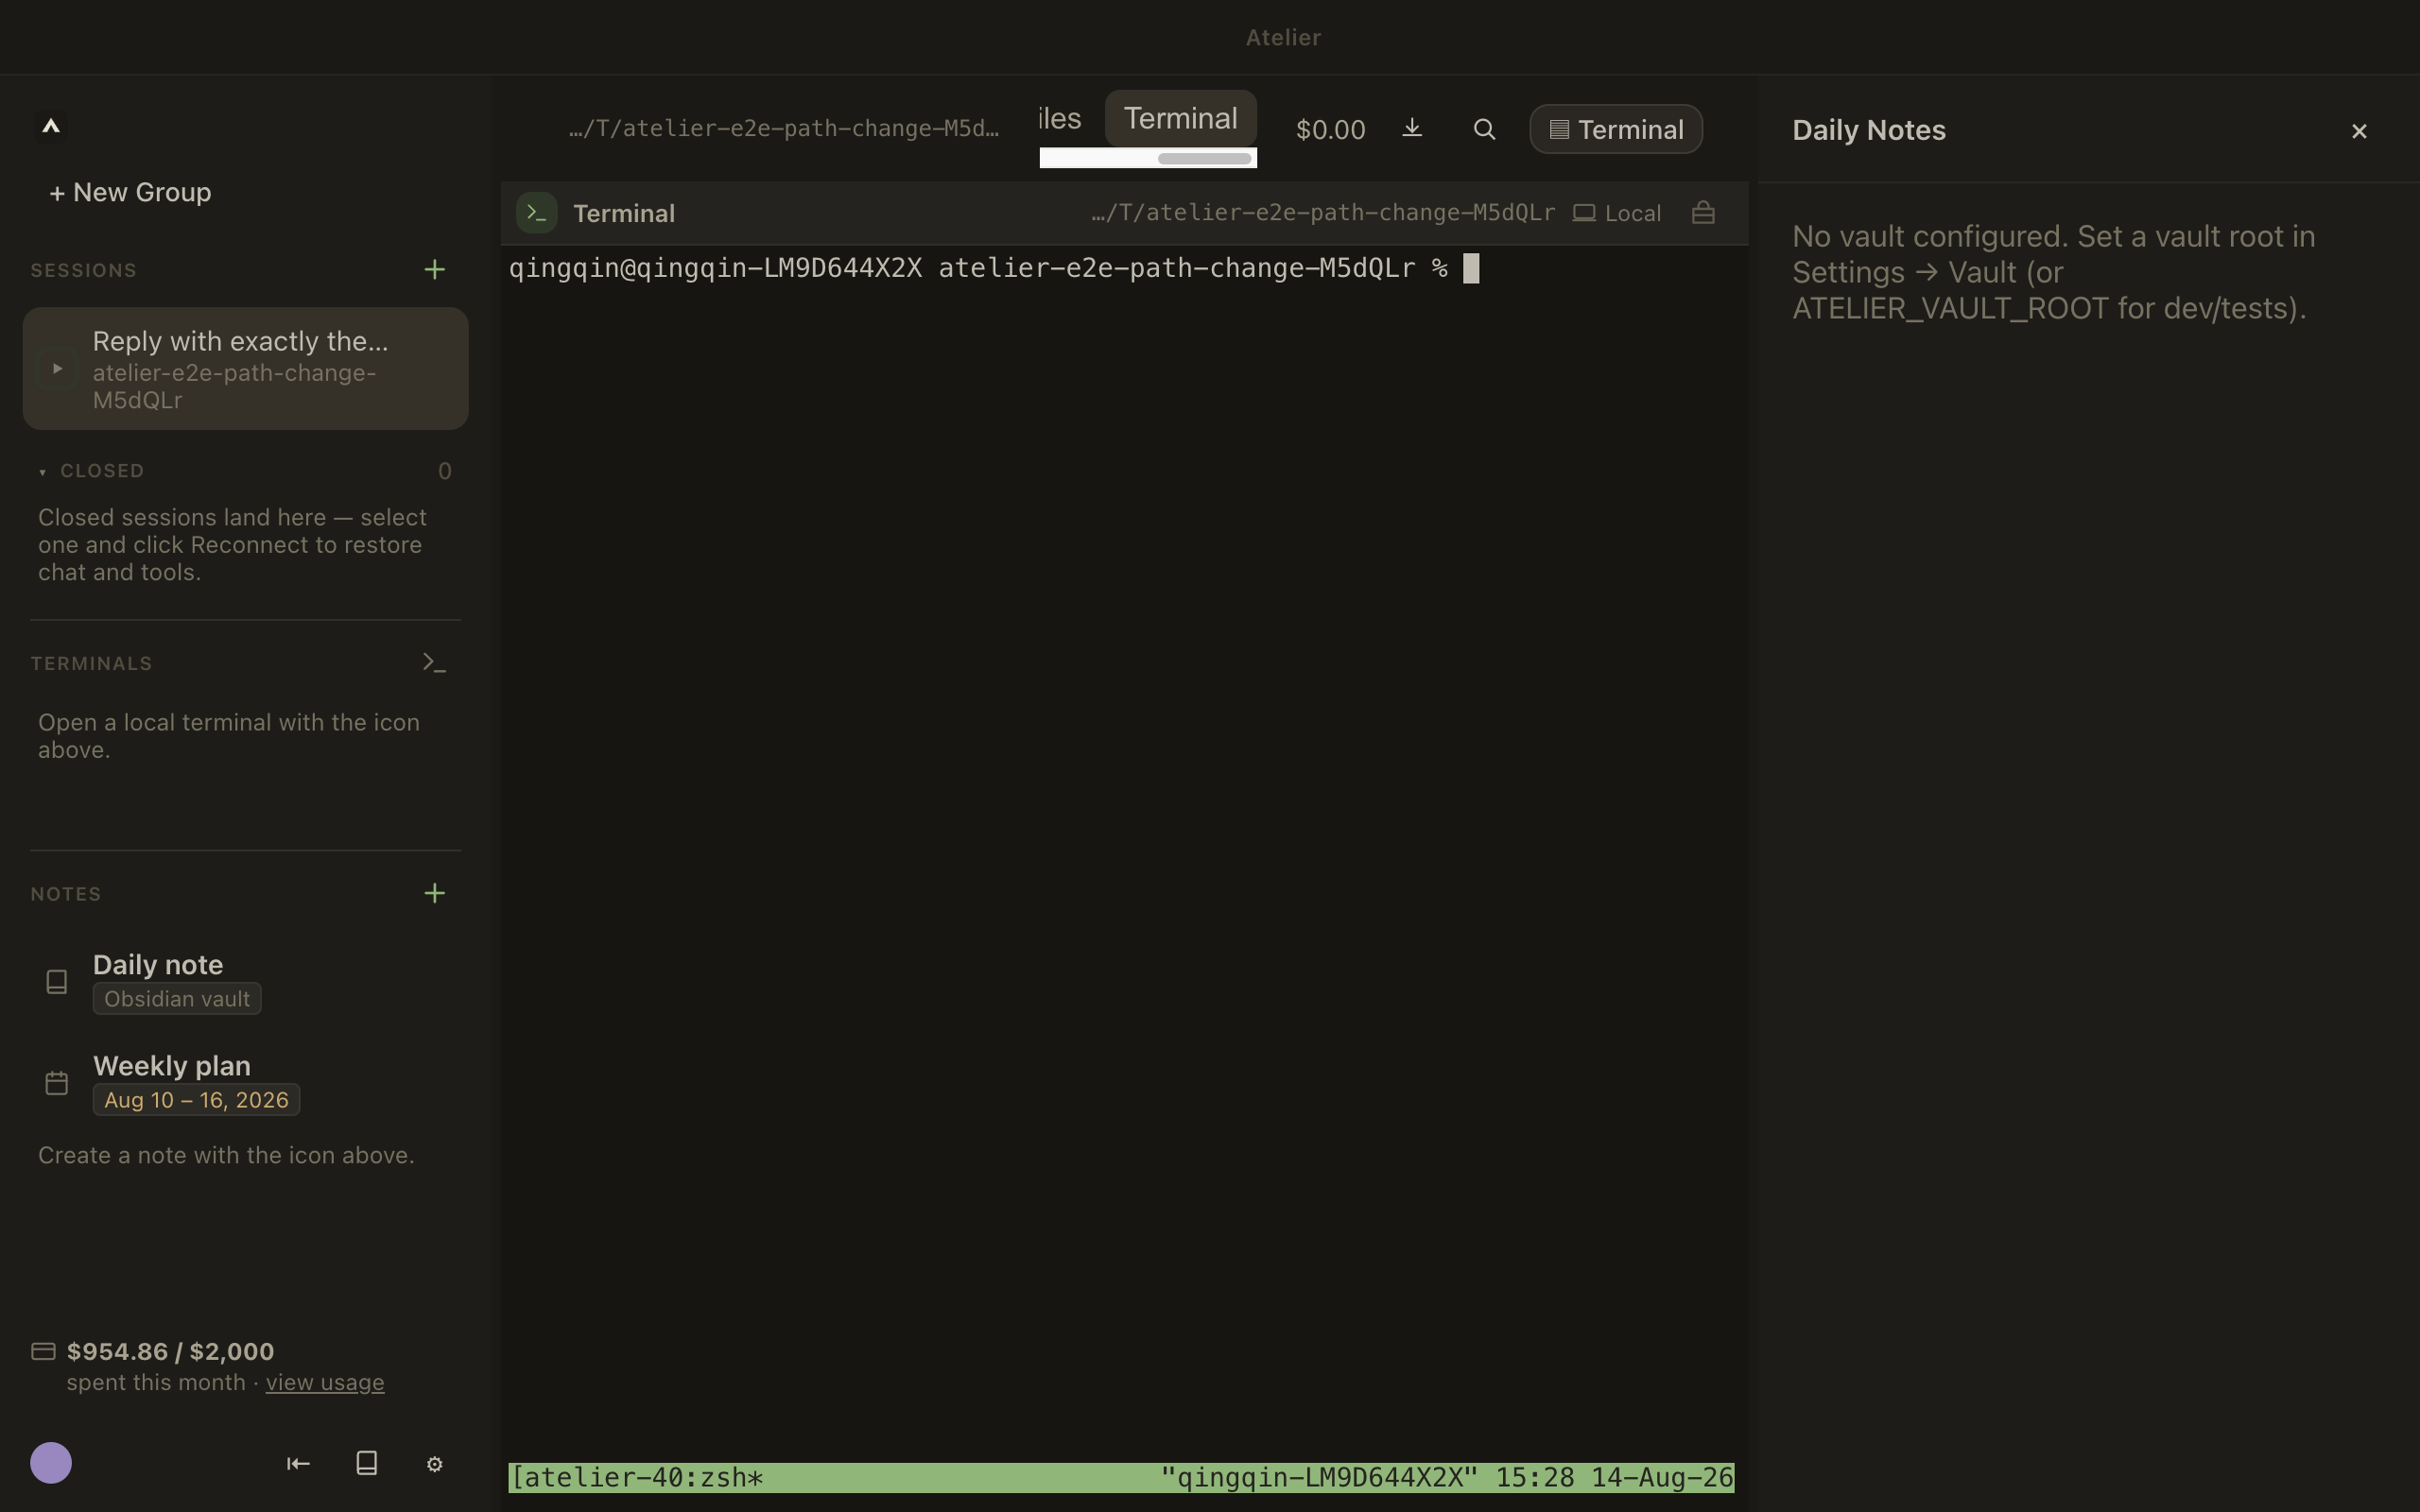 Atelier
+ New Group
SESSIONS
Reply with exactly the...
atelier-e2e-path-change-
M5dQLr
CLOSED 0
Closed sessions land here — select
one and click Reconnect to restore
chat and tools.
TERMINALS
Open a local terminal with the icon
above.
NOTES
Daily note
Obsidian vault
Weekly plan
Aug 10 – 16, 2026
Create a note with the icon above.
$954.86 / $2,000
spent this month · view usage
…/T/atelier-e2e-path-change-M5d… iles Terminal $0.00 Terminal
Terminal …/T/atelier-e2e-path-change-M5dQLr Local
qingqin@qingqin-LM9D644X2X atelier-e2e-path-change-M5dQLr %
[atelier-40:zsh* "qingqin-LM9D644X2X" 15:28 14-Aug-26
Daily Notes
No vault configured. Set a vault root in
Settings → Vault (or
ATELIER_VAULT_ROOT for dev/tests).